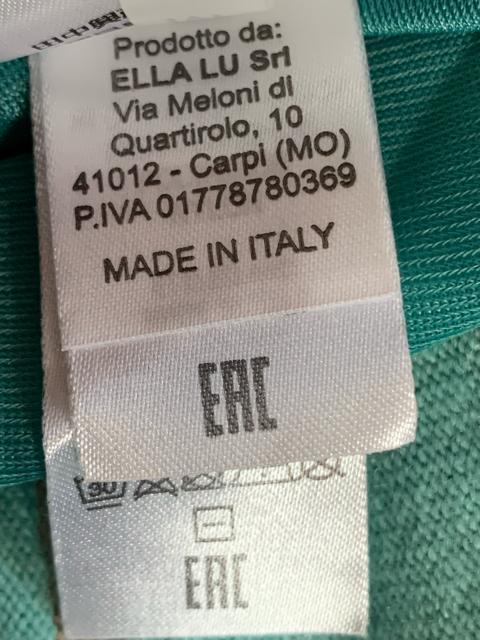 Prodotto da:
ELLA LU Srl
Via Meloni di
Quartirolo, 10
41012 - Carpi (MO)
P.IVA 01778780369
MADE IN ITALY
EAC
30
EAC